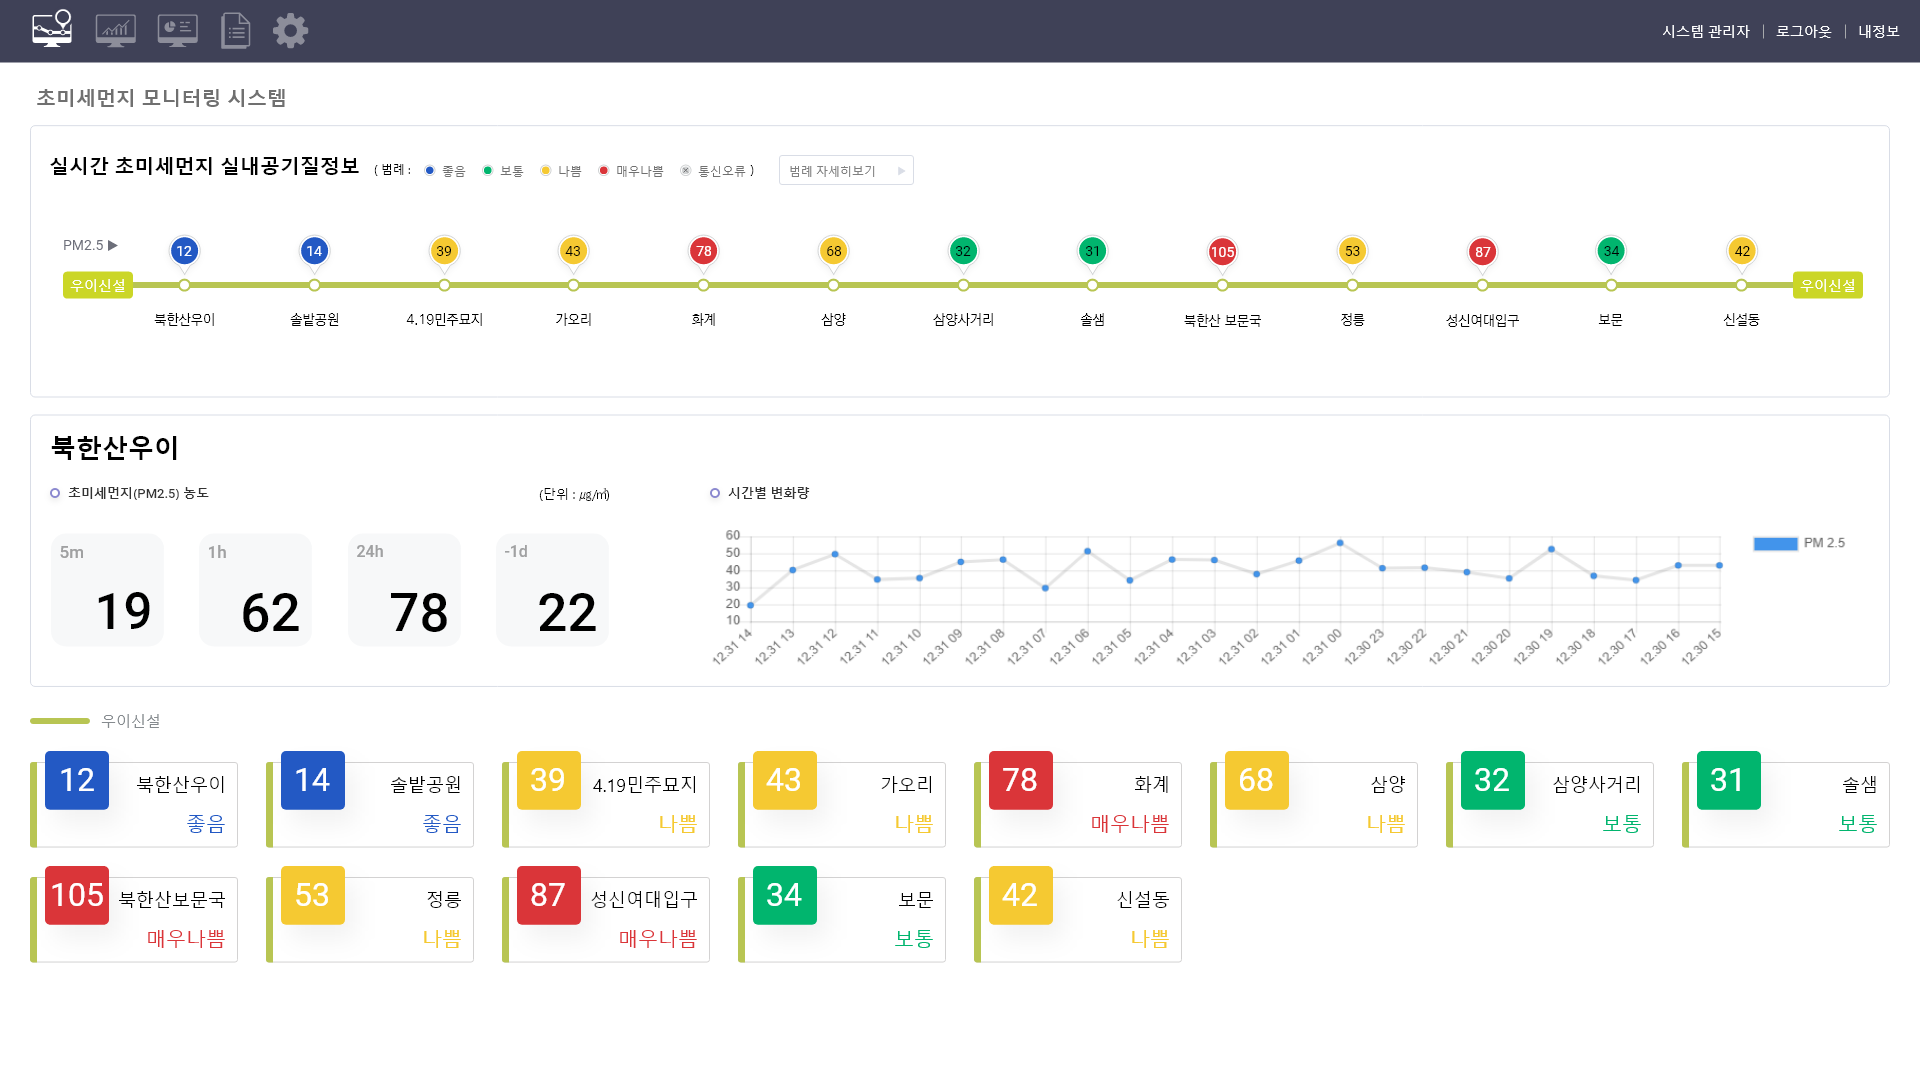 시스템 관리자 | 로그아웃 | 내정보
초미세먼지 모니터링 시스템
실시간 초미세먼지 실내공기질정보 ( 범례 : 좋음 보통 나쁨 매우나쁨 통신오류 ) 범례 자세히보기
PM2.5 ▶ 12 14 39 43 78 68 32 31 105 53 87 34 42
우이신설 우이신설
북한산우이 솔밭공원 4.19민주묘지 가오리 화계 삼양 삼양사거리 솔샘 북한산 보문국 정릉 성신여대입구 보문 신설동
북한산우이
초미세먼지(PM2.5) 농도 (단위 : ㎍/㎥)
5m 1h 24h -1d
19 62 78 22
시간별 변화량
60
50
40
30
20
10
12.31 14 12.31 13 12.31 12 12.31 11 12.31 10 12.31 09 12.31 08 12.31 07 12.31 06 12.31 05 12.31 04 12.31 03 12.31 02 12.31 01 12.31 00 12.30 23 12.30 22 12.30 21 12.30 20 12.30 19 12.30 18 12.30 17 12.30 16 12.30 15
PM 2.5
우이신설
12 북한산우이 14 솔밭공원 39 4.19민주묘지 43 가오리 78 화계 68 삼양 32 삼양사거리 31 솔샘
좋음 좋음 나쁨 나쁨 매우나쁨 나쁨 보통 보통
105 북한산보문국 53 정릉 87 성신여대입구 34 보문 42 신설동
매우나쁨 나쁨 매우나쁨 보통 나쁨